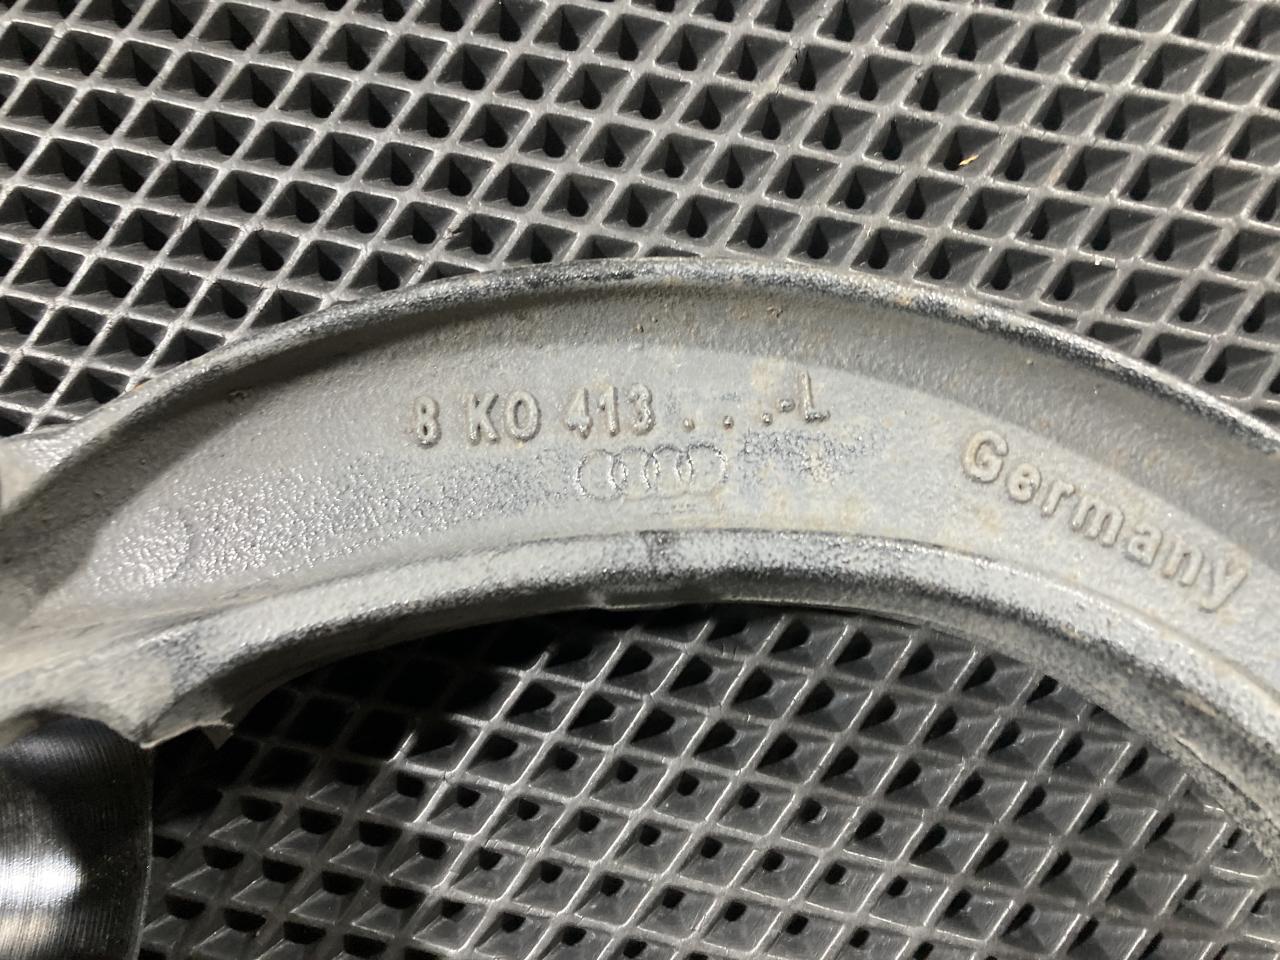 8 K0 413 . . .-L
Germany